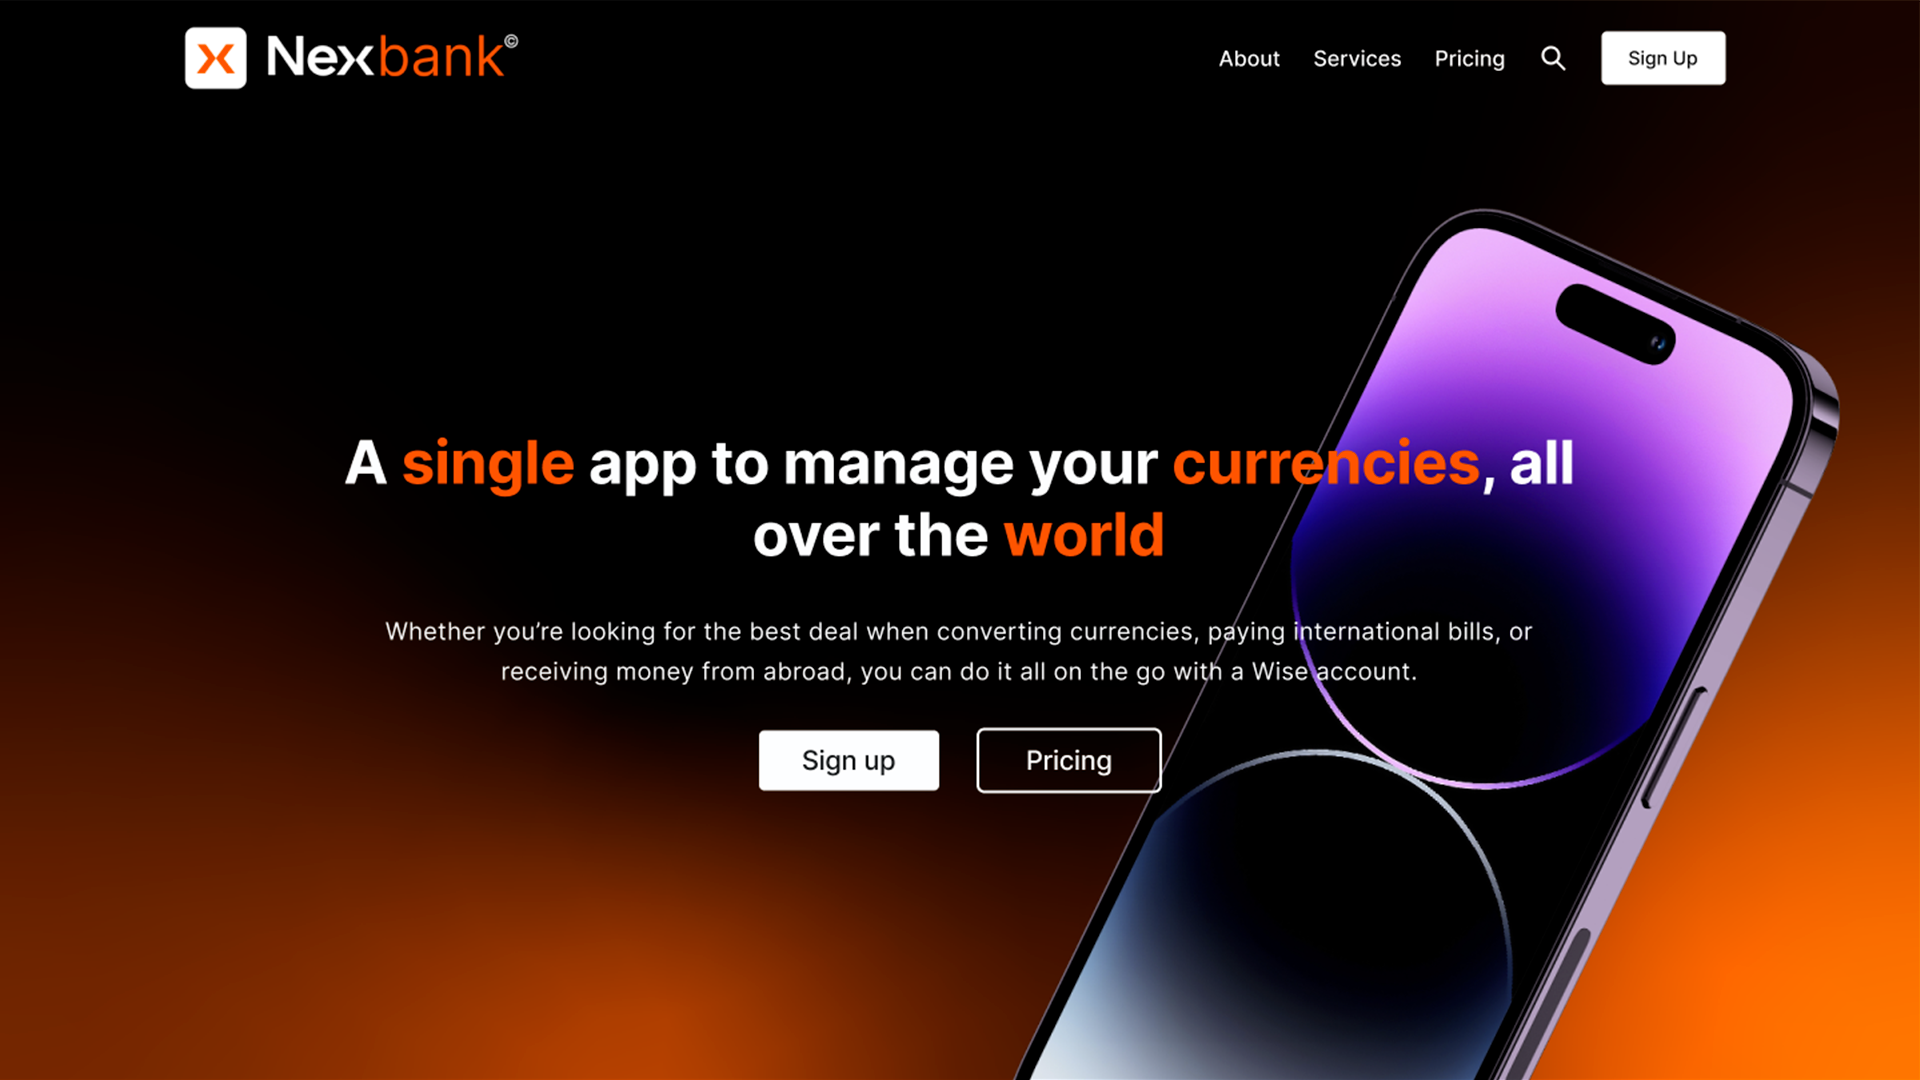 Nexbank©
About Services Pricing Sign Up
A single app to manage your currencies, all
over the world
Whether you’re looking for the best deal when converting currencies, paying international bills, or
receiving money from abroad, you can do it all on the go with a Wise account.
Sign up Pricing